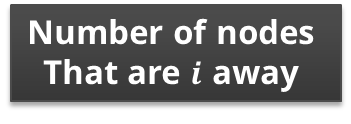 Number of nodes
That are i away